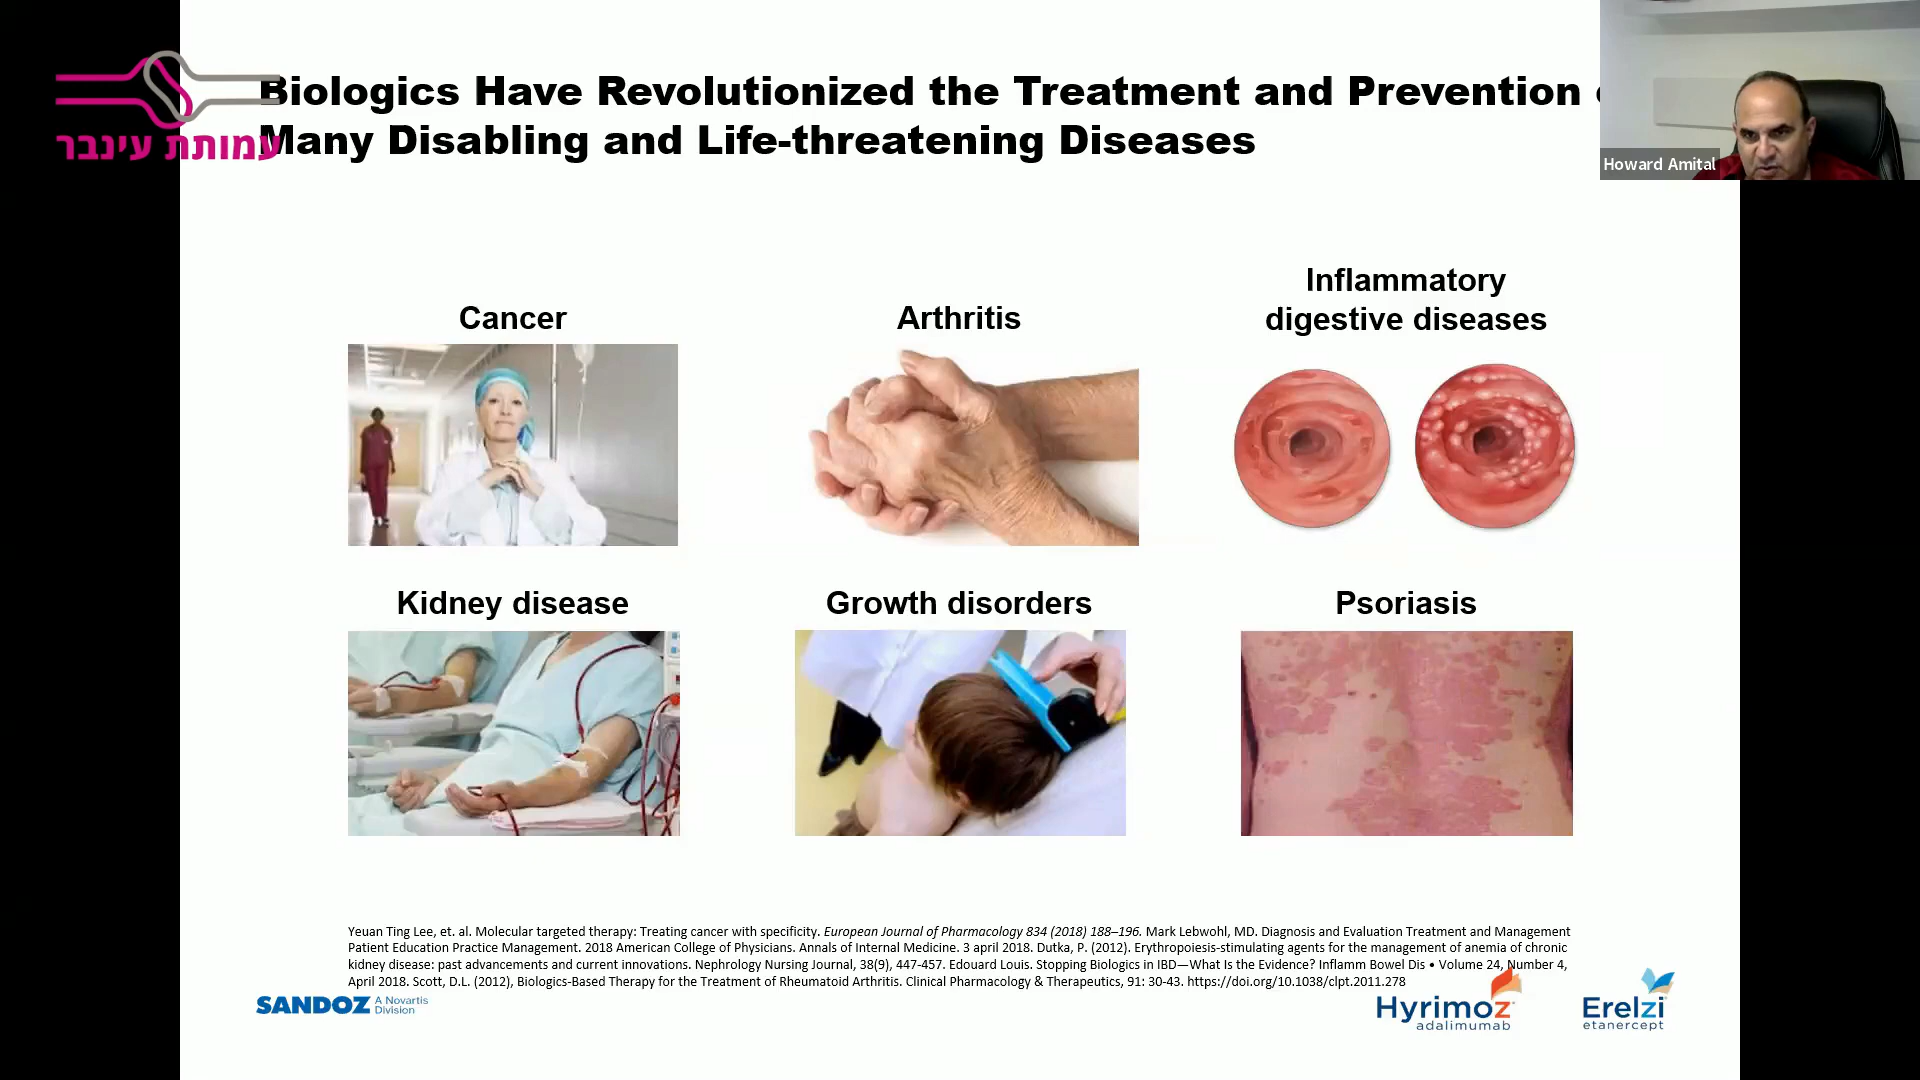 Biologics Have Revolutionized the Treatment and Prevention
Many Disabling and Life-threatening Diseases
עמותת עינבר
Howard Amital
Cancer
Arthritis
Inflammatory
digestive diseases
Kidney disease
Growth disorders
Psoriasis
Yeuan Ting Lee, et. al. Molecular targeted therapy: Treating cancer with specificity. European Journal of Pharmacology 834 (2018) 188–196. Mark Lebwohl, MD. Diagnosis and Evaluation Treatment and Management
Patient Education Practice Management. 2018 American College of Physicians. Annals of Internal Medicine. 3 april 2018. Dutka, P. (2012). Erythropoiesis-stimulating agents for the management of anemia of chronic
kidney disease: past advancements and current innovations. Nephrology Nursing Journal, 38(9), 447-457. Edouard Louis. Stopping Biologics in IBD—What Is the Evidence? Inflamm Bowel Dis • Volume 24, Number 4,
April 2018. Scott, D.L. (2012), Biologics-Based Therapy for the Treatment of Rheumatoid Arthritis. Clinical Pharmacology & Therapeutics, 91: 30-43. https://doi.org/10.1038/clpt.2011.278
SANDOZ A Novartis
Division
Hyrimoz
adalimumab
Erelzi
etanercept